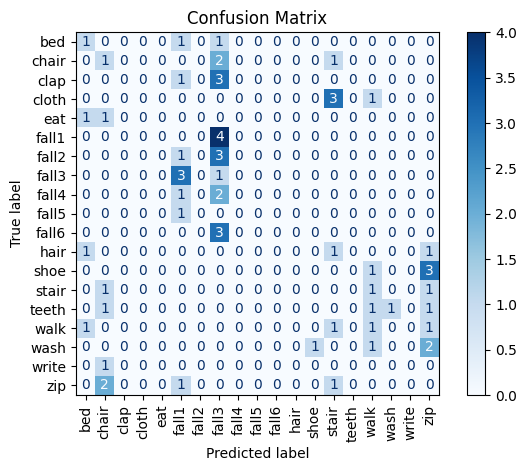 Confusion Matrix
bed 1 0 0 0 0 1 0 1 0 0 0 0 0 0 0 0 0 0 0
chair 0 1 0 0 0 0 0 2 0 0 0 0 0 1 0 0 0 0 0
clap 0 0 0 0 0 1 0 3 0 0 0 0 0 0 0 0 0 0 0
cloth 0 0 0 0 0 0 0 0 0 0 0 0 0 3 0 1 0 0 0
eat 1 1 0 0 0 0 0 0 0 0 0 0 0 0 0 0 0 0 0
fall1 0 0 0 0 0 0 0 4 0 0 0 0 0 0 0 0 0 0 0
fall2 0 0 0 0 0 1 0 3 0 0 0 0 0 0 0 0 0 0 0
fall3 0 0 0 0 0 3 0 1 0 0 0 0 0 0 0 0 0 0 0
fall4 0 0 0 0 0 1 0 2 0 0 0 0 0 0 0 0 0 0 0
fall5 0 0 0 0 0 1 0 0 0 0 0 0 0 0 0 0 0 0 0
fall6 0 0 0 0 0 0 0 3 0 0 0 0 0 0 0 0 0 0 0
hair 1 0 0 0 0 0 0 0 0 0 0 0 0 1 0 0 0 0 1
shoe 0 0 0 0 0 0 0 0 0 0 0 0 0 0 0 1 0 0 3
stair 0 1 0 0 0 0 0 0 0 0 0 0 0 0 0 1 0 0 1
teeth 0 1 0 0 0 0 0 0 0 0 0 0 0 0 0 1 1 0 1
walk 1 0 0 0 0 0 0 0 0 0 0 0 0 1 0 1 0 0 1
wash 0 0 0 0 0 0 0 0 0 0 0 0 1 0 0 1 0 0 2
write 0 1 0 0 0 0 0 0 0 0 0 0 0 0 0 0 0 0 0
zip 0 2 0 0 0 1 0 0 0 0 0 0 0 1 0 0 0 0 0
True label
bed chair clap cloth eat fall1 fall2 fall3 fall4 fall5 fall6 hair shoe stair teeth walk wash write zip
Predicted label
4.0
3.5
3.0
2.5
2.0
1.5
1.0
0.5
0.0